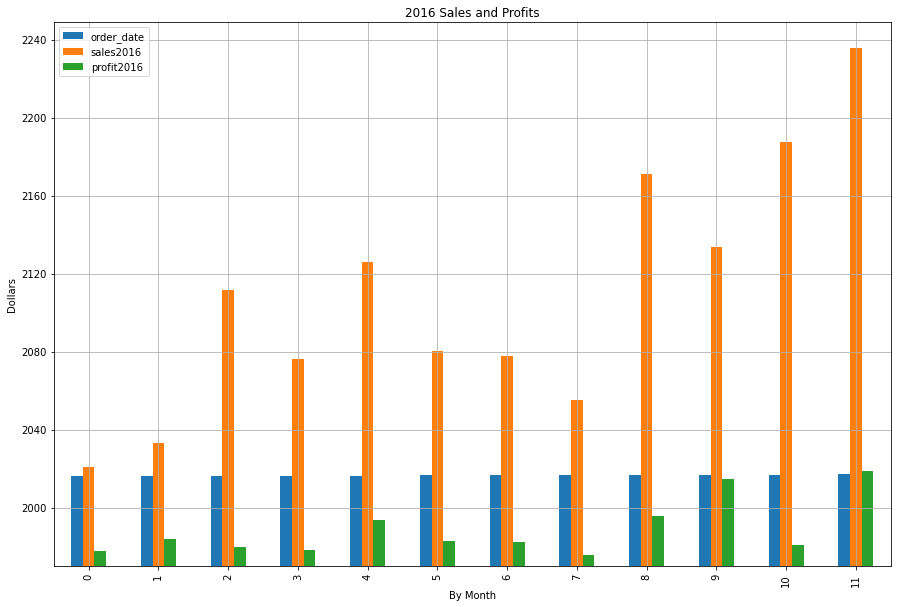 2016 Sales and Profits
order_date
sales2016
profit2016
2240
2200
2160
2120
2080
2040
2000
Dollars
0 1 2 3 4 5 6 7 8 9 10 11
By Month